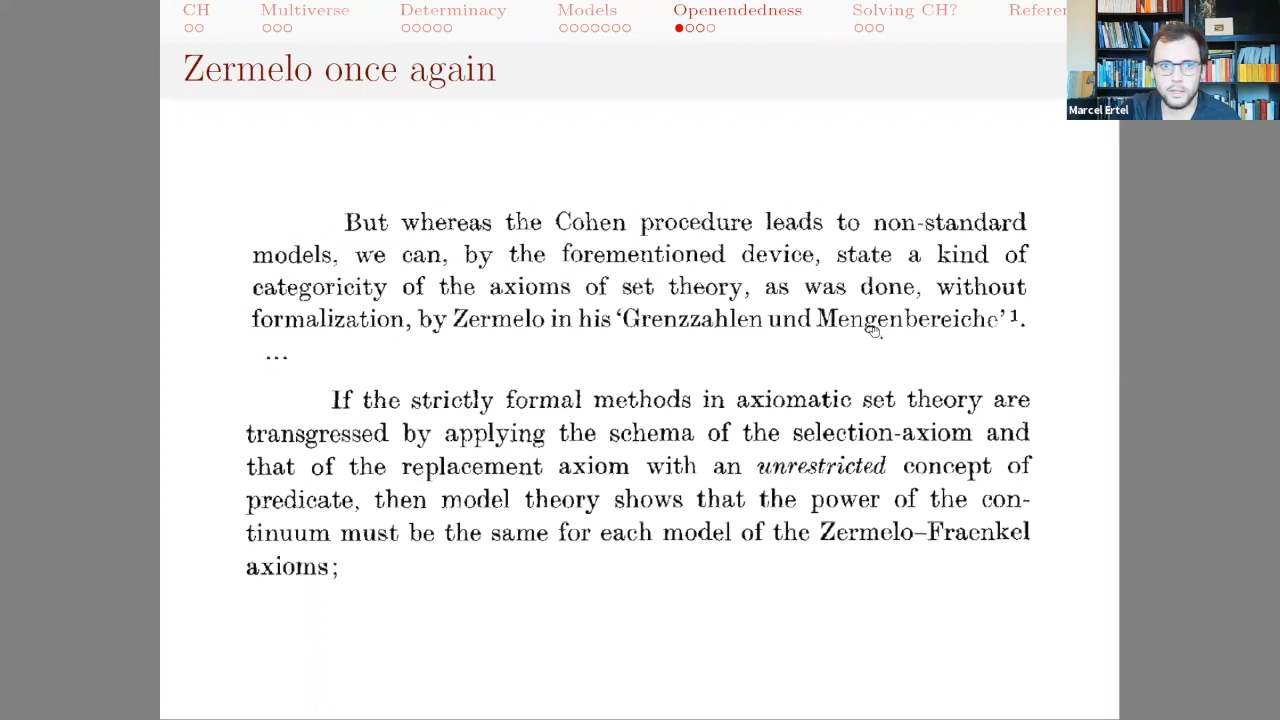 CH Multiverse Determinacy Models Openendedness Solving CH? Referen
Zermelo once again
Marcel Ertel
But whereas the Cohen procedure leads to non-standard
models, we can, by the forementioned device, state a kind of
categoricity of the axioms of set theory, as was done, without
formalization, by Zermelo in his ‘Grenzzahlen und Mengenbereiche’ ¹.
...
If the strictly formal methods in axiomatic set theory are
transgressed by applying the schema of the selection-axiom and
that of the replacement axiom with an unrestricted concept of
predicate, then model theory shows that the power of the con-
tinuum must be the same for each model of the Zermelo–Fraenkel
axioms;